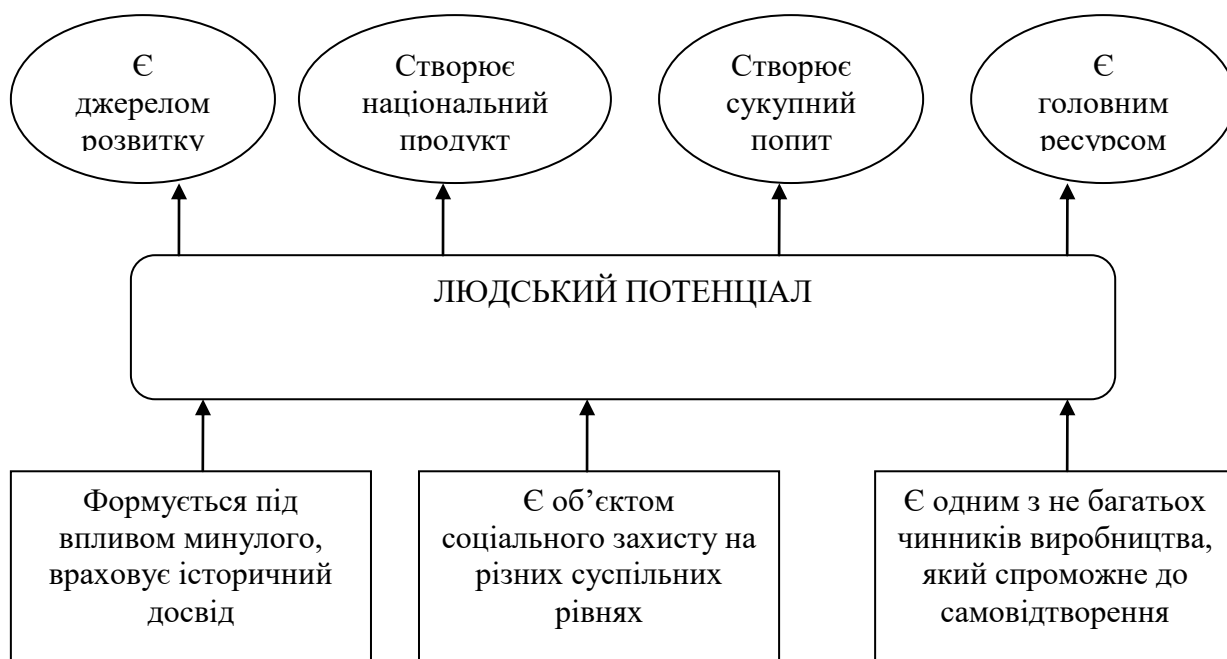 Є
джерелом
розвитку
Створює
національний
продукт
Створює
сукупний
попит
Є
головним
ресурсом
ЛЮДСЬКИЙ ПОТЕНЦІАЛ
Формується під
впливом минулого,
враховує історичний
досвід
Є об’єктом
соціального захисту на
різних суспільних
рівнях
Є одним з не багатьох
чинників виробництва,
який спроможне до
самовідтворення